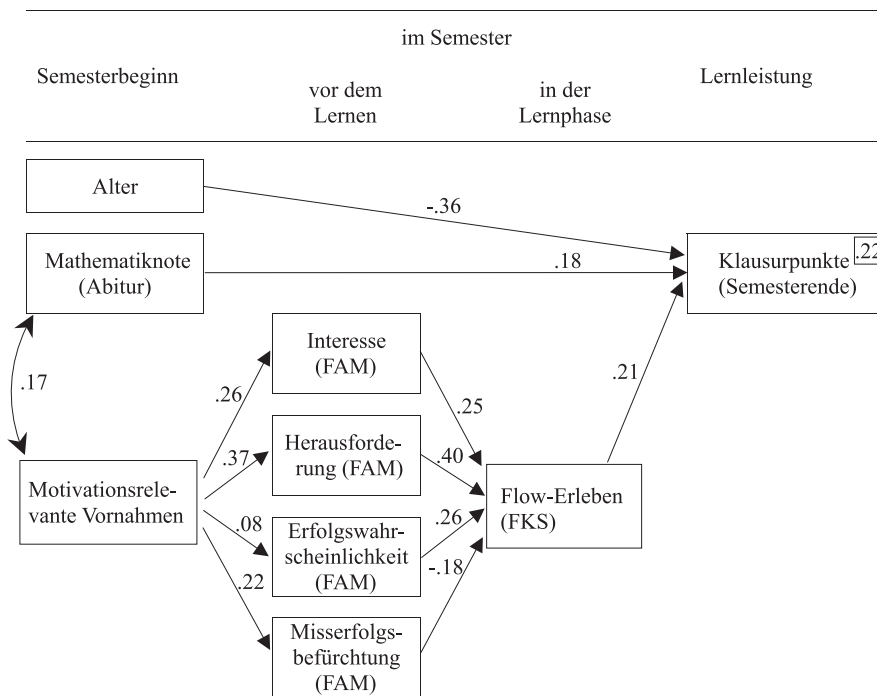 im Semester
Semesterbeginn
vor dem
Lernen
in der
Lernphase
Lernleistung
Alter
-.36
Mathematiknote
(Abitur)
.18
Klausurpunkte
(Semesterende)
.22
.17
Interesse
(FAM)
.26
.25
.21
Herausforde-
rung (FAM)
.37
.40
Motivationsrele-
vante Vornahmen
Flow-Erleben
(FKS)
.08
Erfolgswahr-
scheinlichkeit
(FAM)
.26
.22
-.18
Misserfolgs-
befürchtung
(FAM)